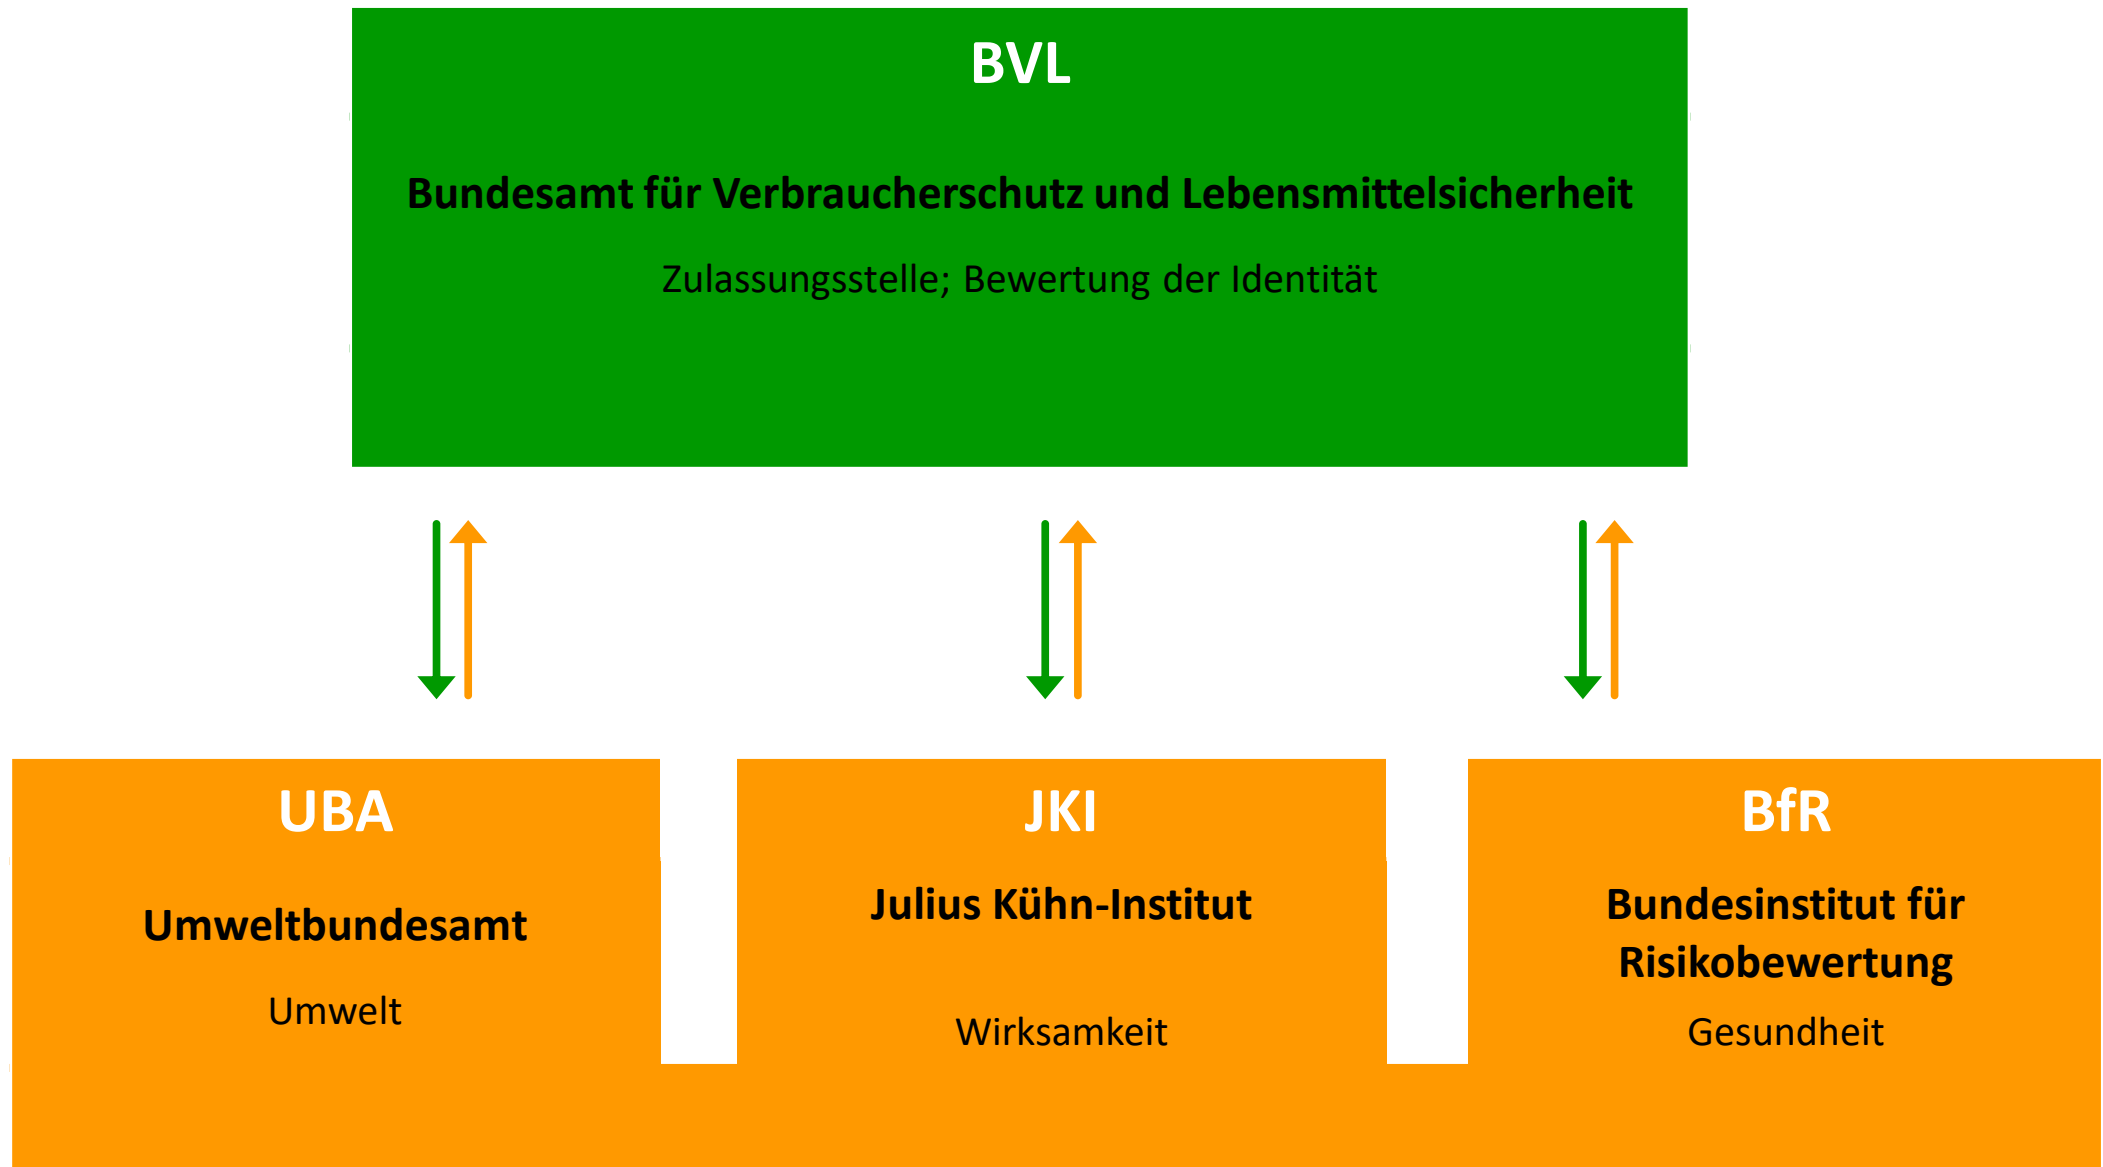 BVL
Bundesamt für Verbraucherschutz und Lebensmittelsicherheit
Zulassungsstelle; Bewertung der Identität
UBA
Umweltbundesamt
Umwelt
JKI
Julius Kühn-Institut
Wirksamkeit
BfR
Bundesinstitut für
Risikobewertung
Gesundheit